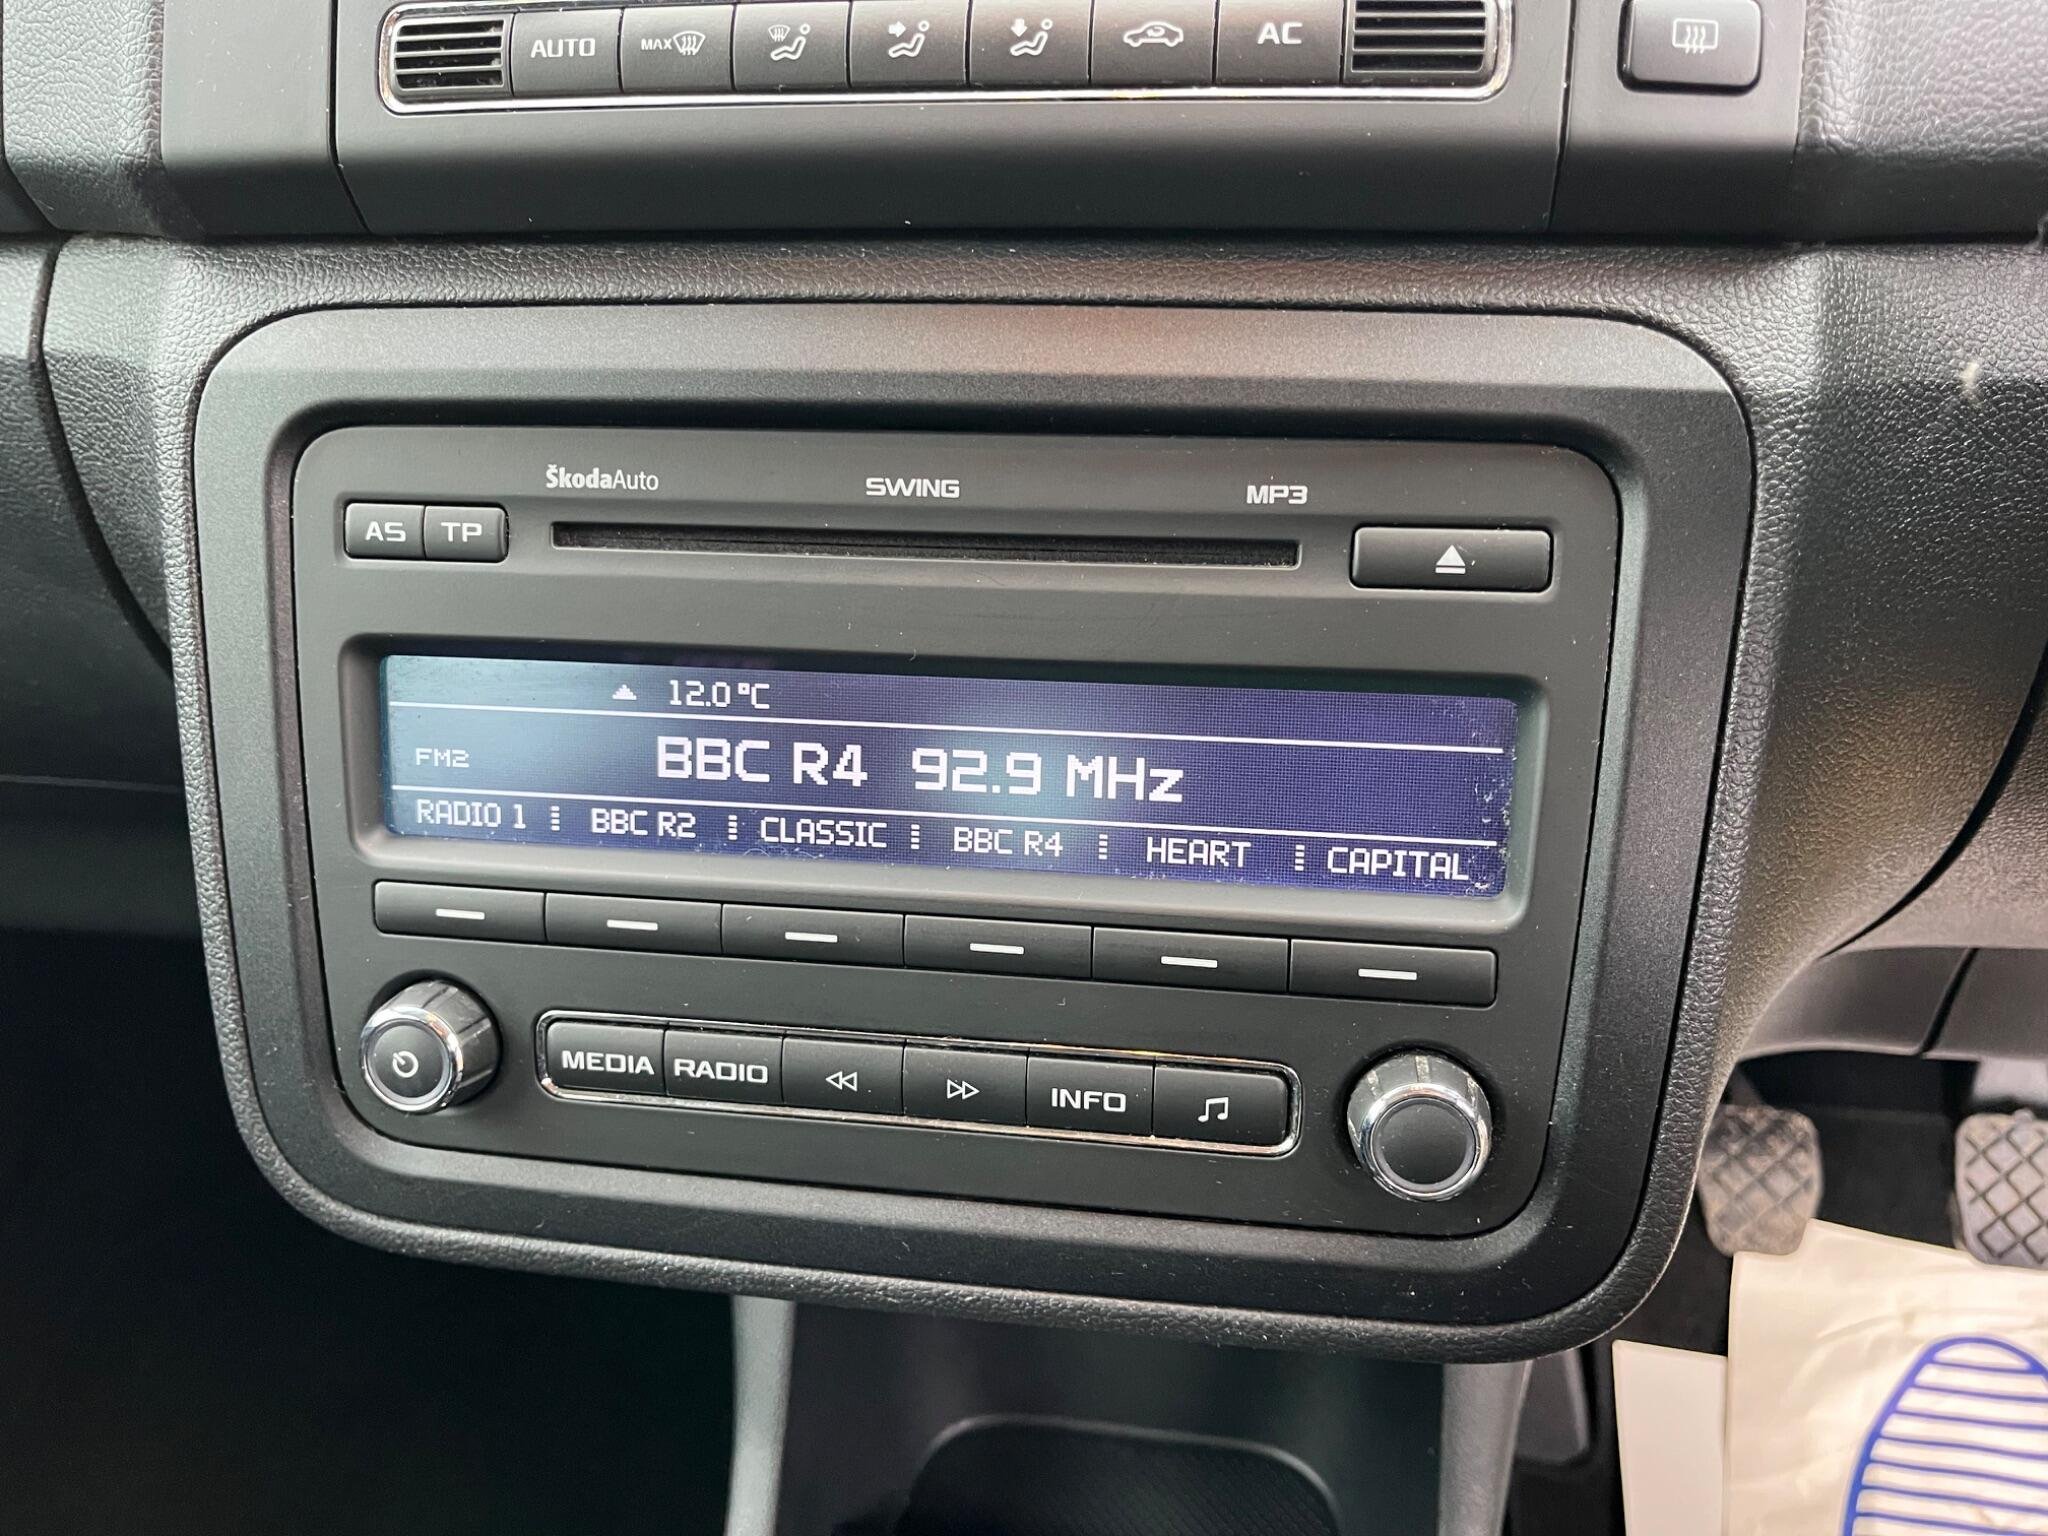 AUTO MAX AC
ŠkodaAuto SWING MP3
AS TP
12.0°C
FM2 BBC R4 92.9 MHz
RADIO 1 BBC R2 CLASSIC BBC R4 HEART CAPITAL
MEDIA RADIO INFO